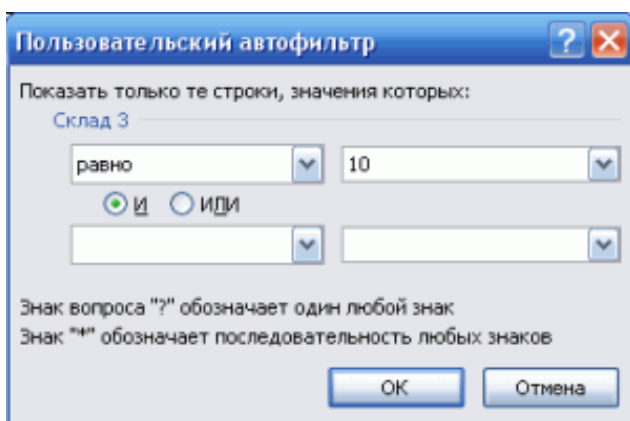 Пользовательский автофильтр
Показать только те строки, значения которых:
Склад 3
равно 10
И ИЛИ
Знак вопроса "?" обозначает один любой знак
Знак "*" обозначает последовательность любых знаков
ОК Отмена